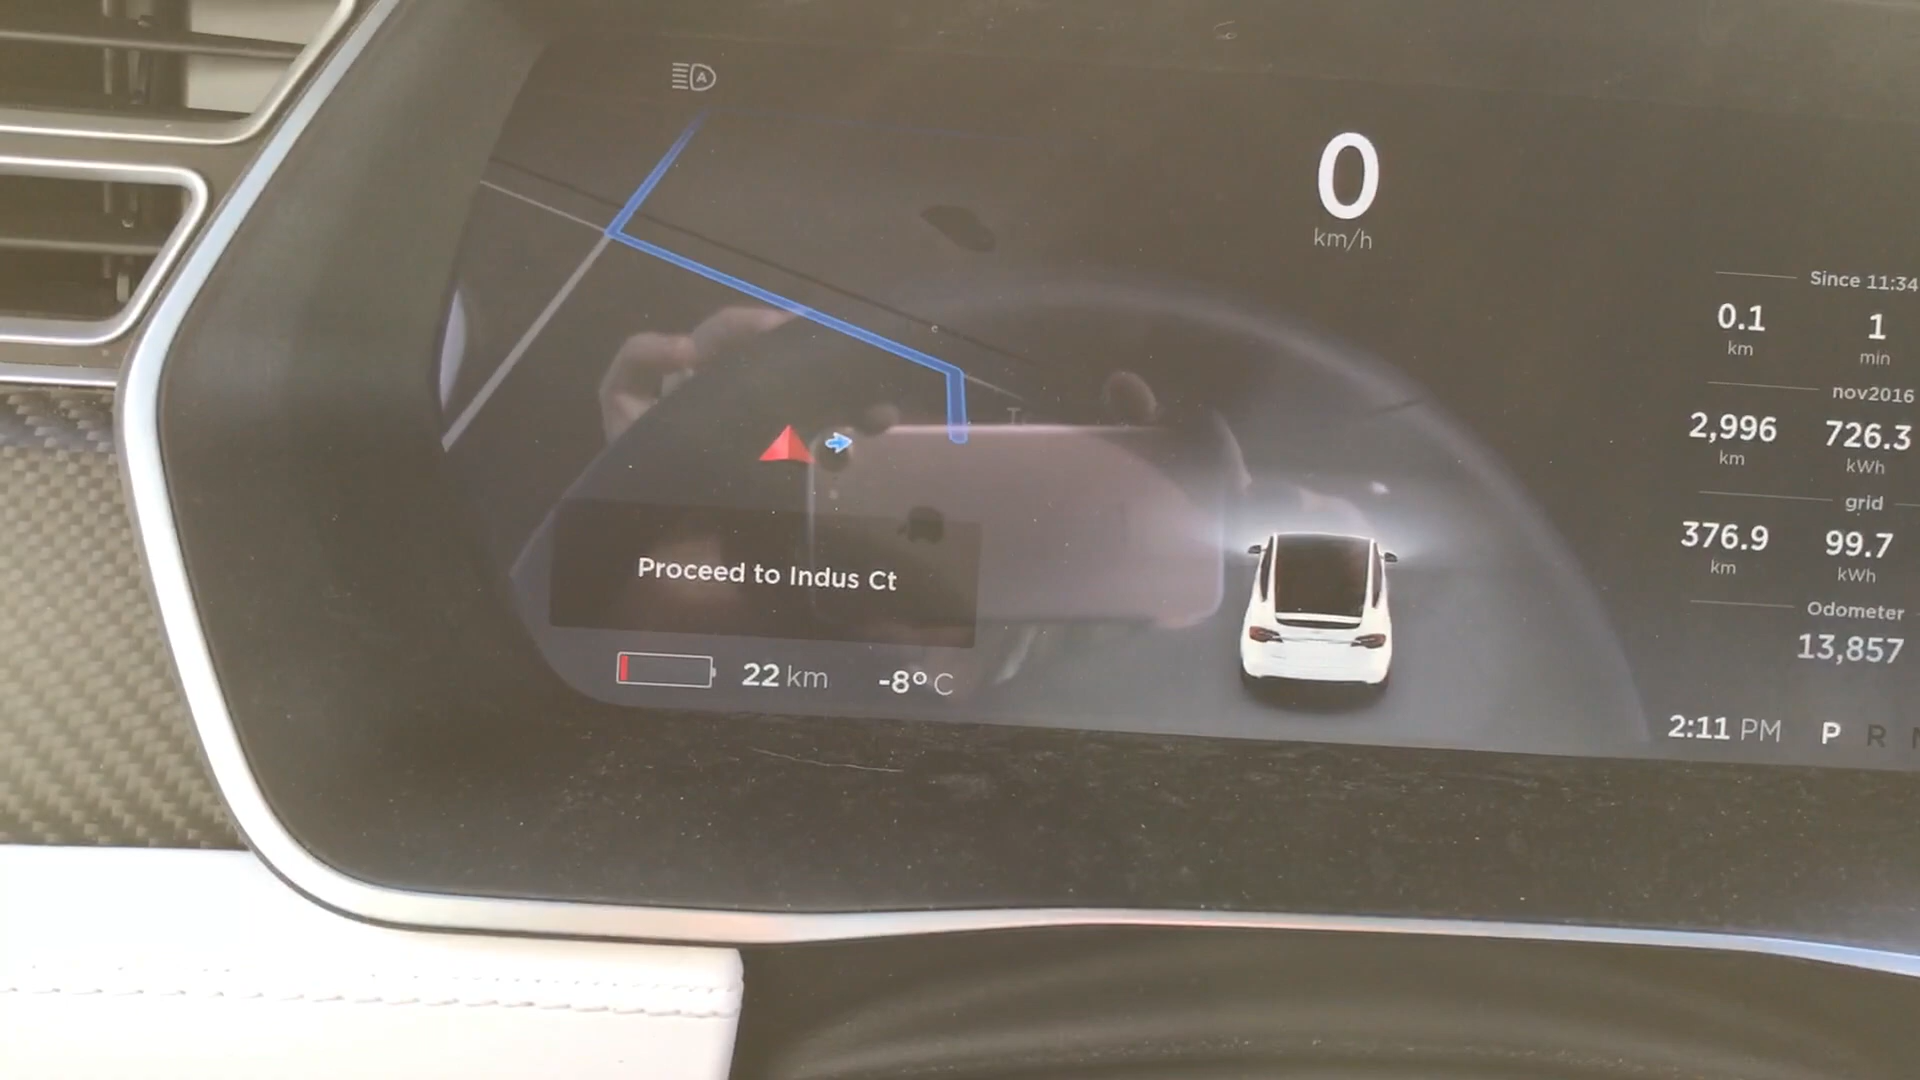 A
0
km/h
Since 11:34
0.1 1
km min
nov2016
2,996 726.3
km kWh
grid
376.9 99.7
km kWh
Odometer
13,857
Proceed to Indus Ct
22 km -8° C
2:11 PM P R